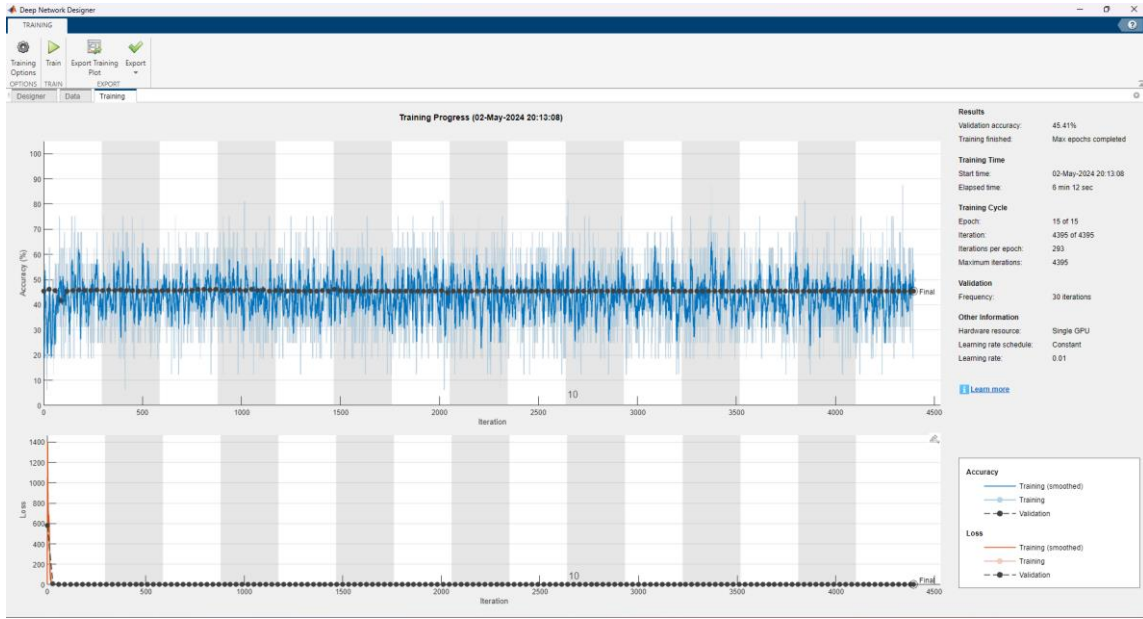 Deep Network Designer
TRAINING
Training Options
Train
Export Training Plot
Export
OPTIONS
TRAIN
EXPORT
Designer
Data
Training
Training Progress (02-May-2024 20:13:08)
100
90
80
70
60
50
40
30
20
10
0
Accuracy (%)
Final
10
0 500 1000 1500 2000 2500 3000 3500 4000 4500
Iteration
1400
1200
1000
800
600
400
200
0
Loss
Final
10
0 500 1000 1500 2000 2500 3000 3500 4000 4500
Iteration
Results
Validation accuracy: 45.41%
Training finished: Max epochs completed
Training Time
Start time: 02-May-2024 20:13:08
Elapsed time: 6 min 12 sec
Training Cycle
Epoch: 15 of 15
Iteration: 4395 of 4395
Iterations per epoch: 293
Maximum iterations: 4395
Validation
Frequency: 30 iterations
Other Information
Hardware resource: Single GPU
Learning rate schedule: Constant
Learning rate: 0.01
Learn more
Accuracy
Training (smoothed)
Training
Validation
Loss
Training (smoothed)
Training
Validation